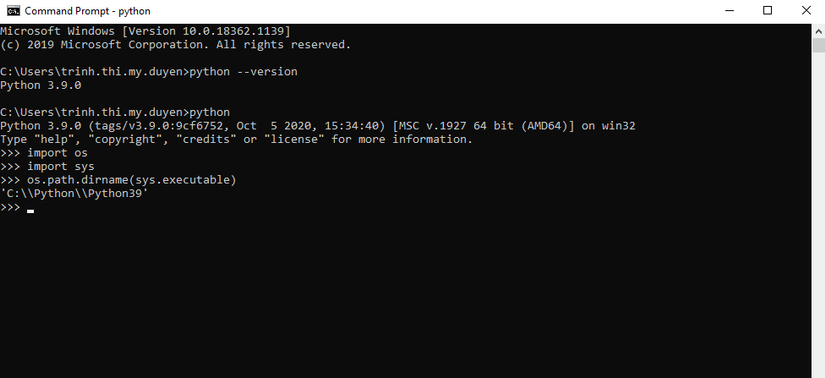 Command Prompt - python
Microsoft Windows [Version 10.0.18362.1139]
(c) 2019 Microsoft Corporation. All rights reserved.
C:\Users\trinh.thi.my.duyen>python --version
Python 3.9.0
C:\Users\trinh.thi.my.duyen>python
Python 3.9.0 (tags/v3.9.0:9cf6752, Oct  5 2020, 15:34:40) [MSC v.1927 64 bit (AMD64)] on win32
Type "help", "copyright", "credits" or "license" for more information.
>>> import os
>>> import sys
>>> os.path.dirname(sys.executable)
'C:\\Python\\Python39'
>>>